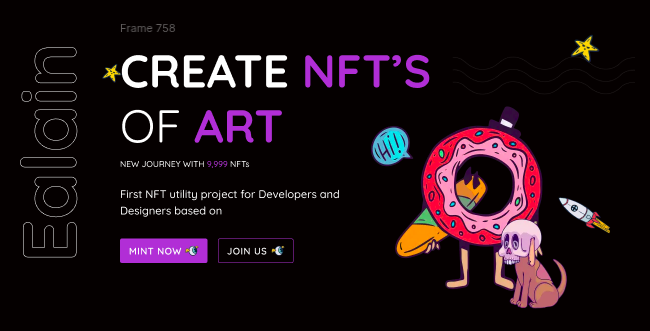 Frame 758
Ealain
CREATE NFT'S
OF ART
NEW JOURNEY WITH 9,999 NFTs
First NFT utility project for Developers and
Designers based on
MINT NOW
JOIN US
Hi!